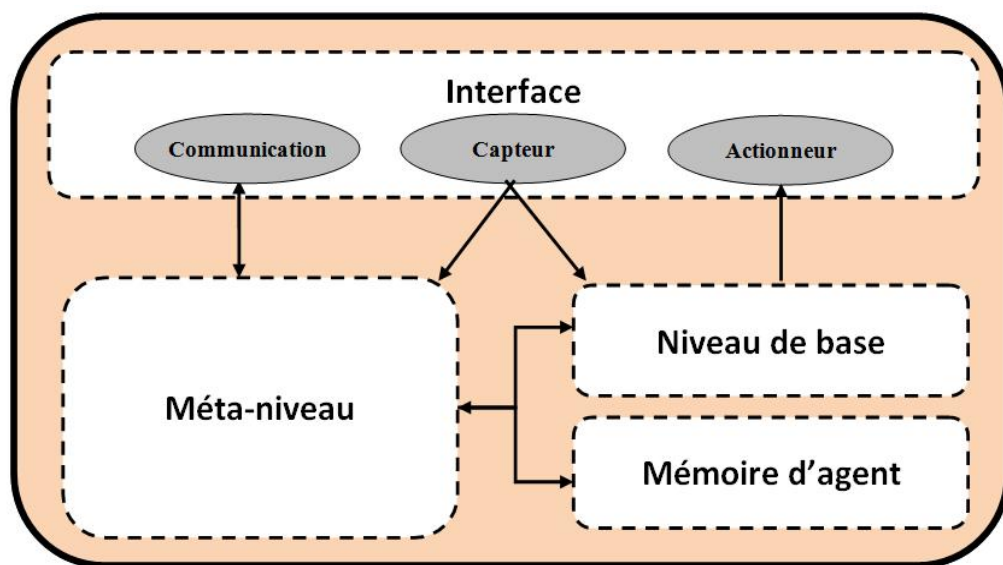 Interface
Communication
Capteur
Actionneur
Méta-niveau
Niveau de base
Mémoire d'agent